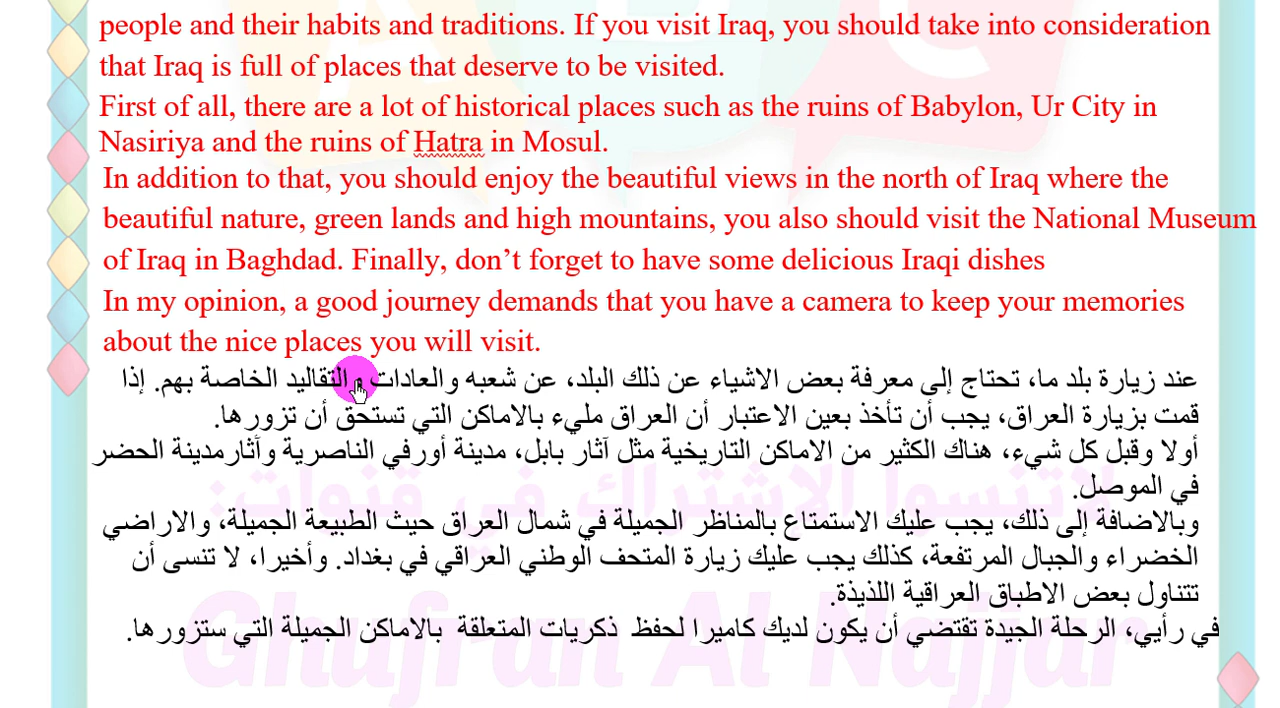 people and their habits and traditions. If you visit Iraq, you should take into consideration
that Iraq is full of places that deserve to be visited.
First of all, there are a lot of historical places such as the ruins of Babylon, Ur City in
Nasiriya and the ruins of Hatra in Mosul.
In addition to that, you should enjoy the beautiful views in the north of Iraq where the
beautiful nature, green lands and high mountains, you also should visit the National Museum
of Iraq in Baghdad. Finally, don’t forget to have some delicious Iraqi dishes
In my opinion, a good journey demands that you have a camera to keep your memories
about the nice places you will visit.
عند زيارة بلد ما، تحتاج إلى معرفة بعض الاشياء عن ذلك البلد، عن شعبه والعادات والتقاليد الخاصة بهم. إذا
قمت بزيارة العراق، يجب أن تأخذ بعين الاعتبار أن العراق مليء بالاماكن التي تستحق أن تزورها.
أولا وقبل كل شيء، هناك الكثير من الاماكن التاريخية مثل آثار بابل، مدينة أورفي الناصرية وآثارمدينة الحضر
في الموصل.
وبالاضافة إلى ذلك، يجب عليك الاستمتاع بالمناظر الجميلة في شمال العراق حيث الطبيعة الجميلة، والاراضي
الخضراء والجبال المرتفعة، كذلك يجب عليك زيارة المتحف الوطني العراقي في بغداد. وأخيرا، لا تنسى أن
تتناول بعض الاطباق العراقية اللذيذة.
في رأيي، الرحلة الجيدة تقتضي أن يكون لديك كاميرا لحفظ ذكريات المتعلقة بالاماكن الجميلة التي ستزورها.
لاتنسوا الاشتراك في قنوات:
Ghufran Al Najjar